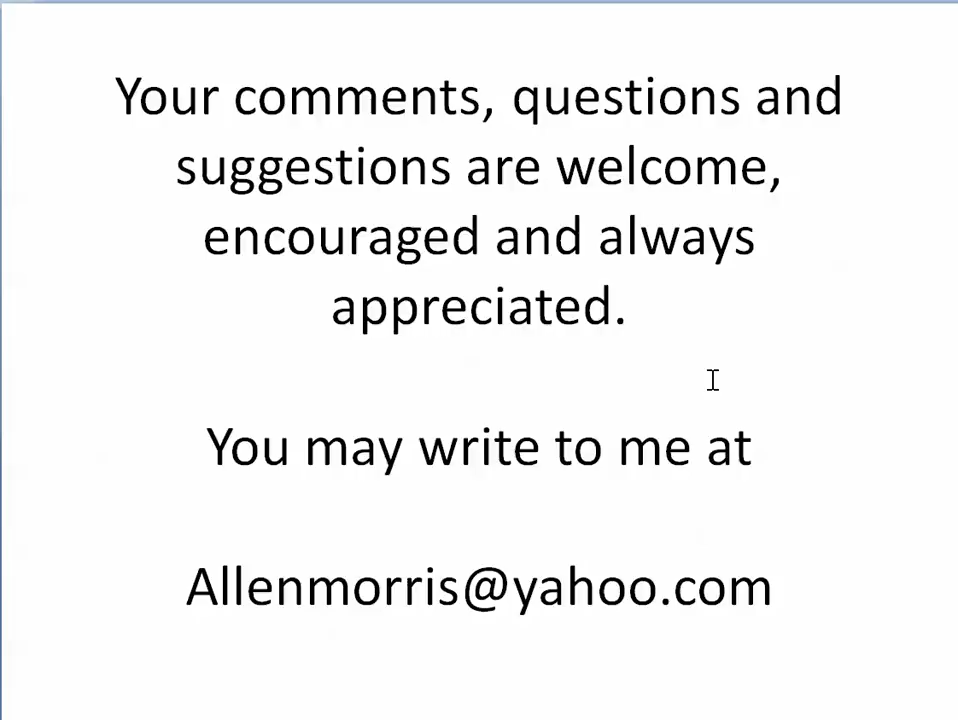 Your comments, questions and
suggestions are welcome,
encouraged and always
appreciated.
You may write to me at
Allenmorris@yahoo.com